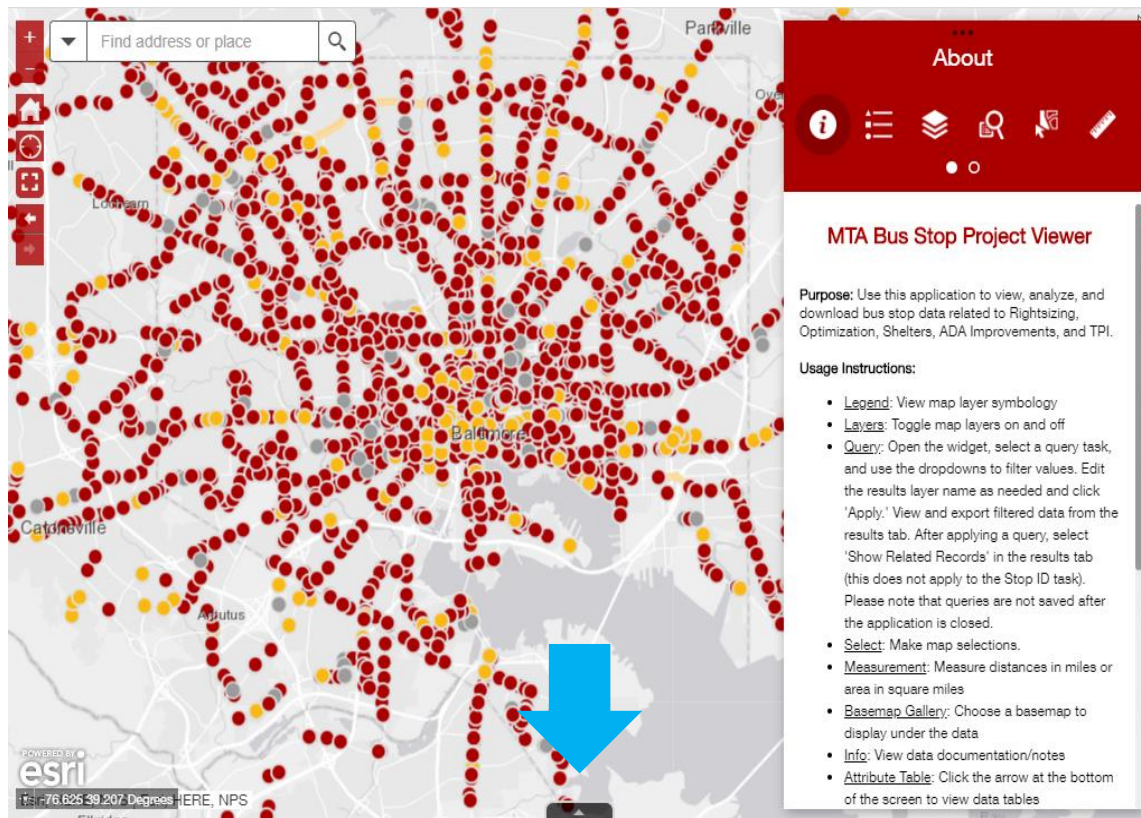 Find address or place
Parkville
Lochearn
Baltimore
Catonsville
Arbutus
POWERED BY
esri
-76.625 39.207 Degrees
HERE, NPS
About
MTA Bus Stop Project Viewer
Purpose: Use this application to view, analyze, and
download bus stop data related to Rightsizing,
Optimization, Shelters, ADA Improvements, and TPI.
Usage Instructions:
• Legend: View map layer symbology
• Layers: Toggle map layers on and off
• Query: Open the widget, select a query task,
and use the dropdowns to filter values. Edit
the results layer name as needed and click
'Apply.' View and export filtered data from the
results tab. After applying a query, select
'Show Related Records' in the results tab
(this does not apply to the Stop ID task).
Please note that queries are not saved after
the application is closed.
• Select: Make map selections.
• Measurement: Measure distances in miles or
area in square miles
• Basemap Gallery: Choose a basemap to
display under the data
• Info: View data documentation/notes
• Attribute Table: Click the arrow at the bottom
of the screen to view data tables